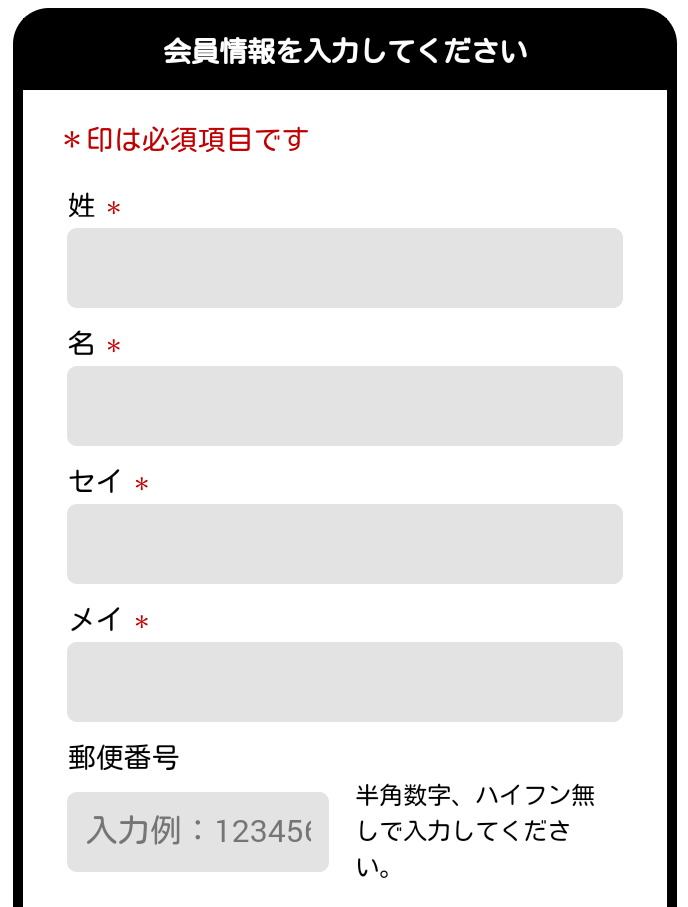 会員情報を入力してください
＊印は必須項目です
姓 *
名 *
セイ *
メイ *
郵便番号
入力例：123456
半角数字、ハイフン無
しで入力してくださ
い。